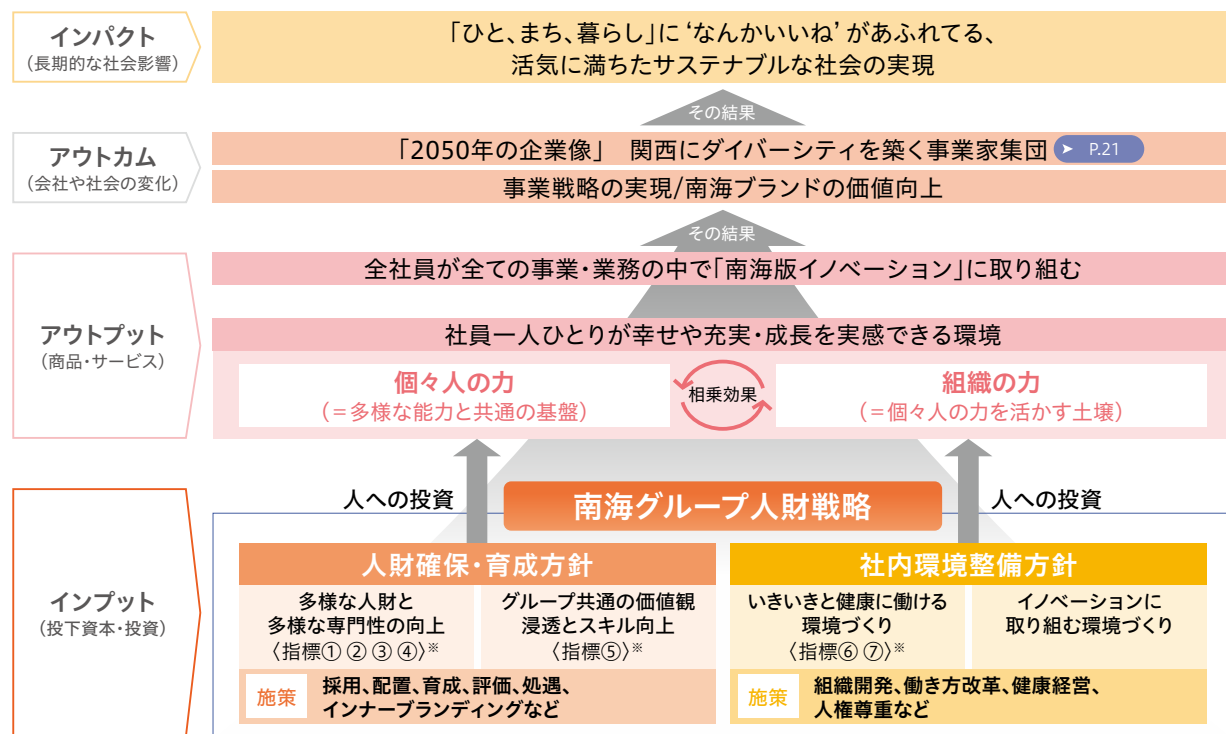 インパクト
(長期的な社会影響)
「ひと、まち、暮らし」に‘なんかいいね’があふれてる、
活気に満ちたサステナブルな社会の実現
その結果
アウトカム
(会社や社会の変化)
「2050年の企業像」 関西にダイバーシティを築く事業家集団 ➤ P.21
事業戦略の実現/南海ブランドの価値向上
その結果
アウトプット
(商品・サービス)
全社員が全ての事業・業務の中で「南海版イノベーション」に取り組む
社員一人ひとりが幸せや充実・成長を実感できる環境
個々人の力
(=多様な能力と共通の基盤)
相乗効果
組織の力
(=個々人の力を活かす土壌)
人への投資
南海グループ人財戦略
人への投資
インプット
(投下資本・投資)
人財確保・育成方針
多様な人財と
多様な専門性の向上
〈指標①②③④〉※
グループ共通の価値観
浸透とスキル向上
〈指標⑤〉※
施策
採用、配置、育成、評価、処遇、
インナーブランディングなど
社内環境整備方針
いきいきと健康に働ける
環境づくり
〈指標⑥⑦〉※
イノベーションに
取り組む環境づくり
施策
組織開発、働き方改革、健康経営、
人権尊重など